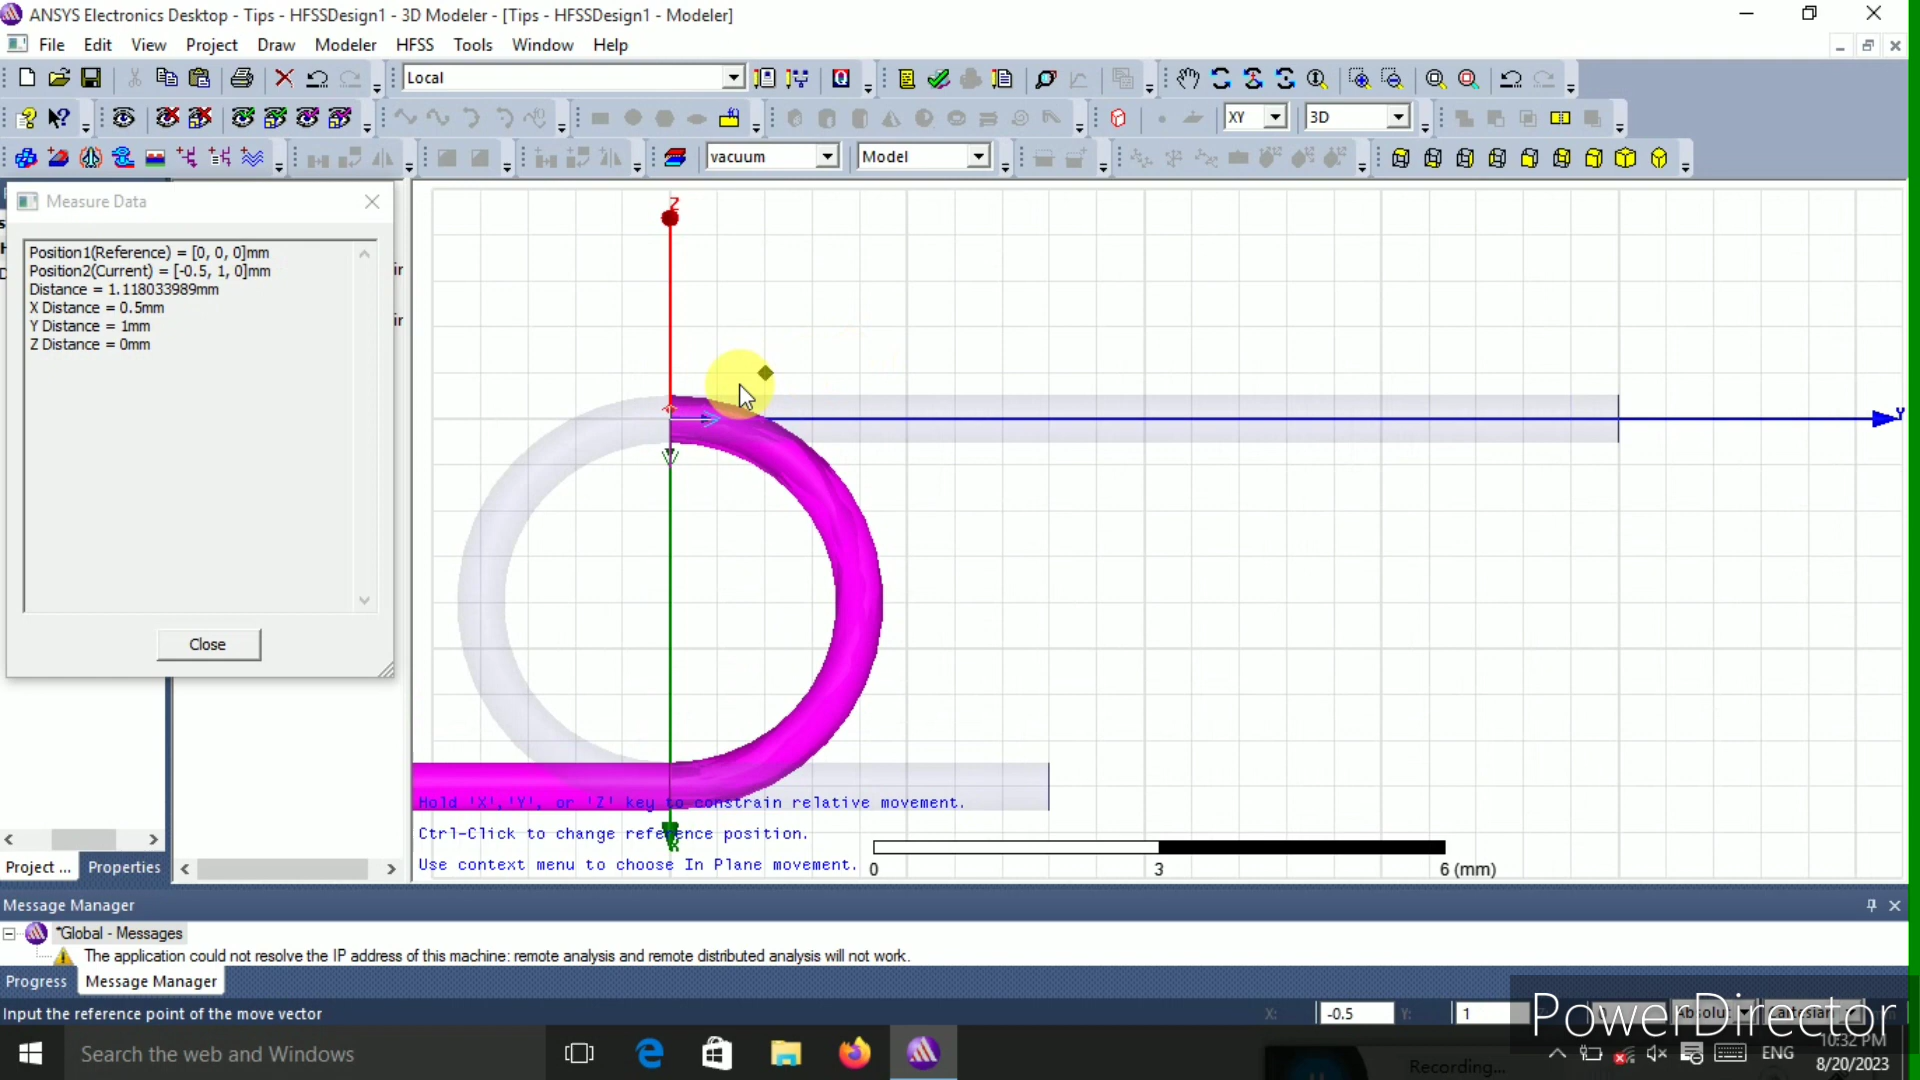 ANSYS Electronics Desktop - Tips - HFSSDesign1 - 3D Modeler - [Tips - HFSSDesign1 - Modeler]
File Edit View Project Draw Modeler HFSS Tools Window Help
Local
XY 3D
vacuum Model
Measure Data
Position1(Reference) = [0, 0, 0]mm
Position2(Current) = [-0.5, 1, 0]mm
Distance = 1.118033989mm
X Distance = 0.5mm
Y Distance = 1mm
Z Distance = 0mm
Close
ir
ir
Z
Y
Hold 'X','Y', or 'Z' key to constrain relative movement.
Ctrl-Click to change reference position.
Use context menu to choose In Plane movement.
0 3 6 (mm)
Project ... Properties
Message Manager
*Global - Messages
The application could not resolve the IP address of this machine: remote analysis and remote distributed analysis will not work.
Progress Message Manager
Input the reference point of the move vector
X: -0.5 Y: 1
PowerDirector
Search the web and Windows
Recording...
ENG
10:32 PM
8/20/2023